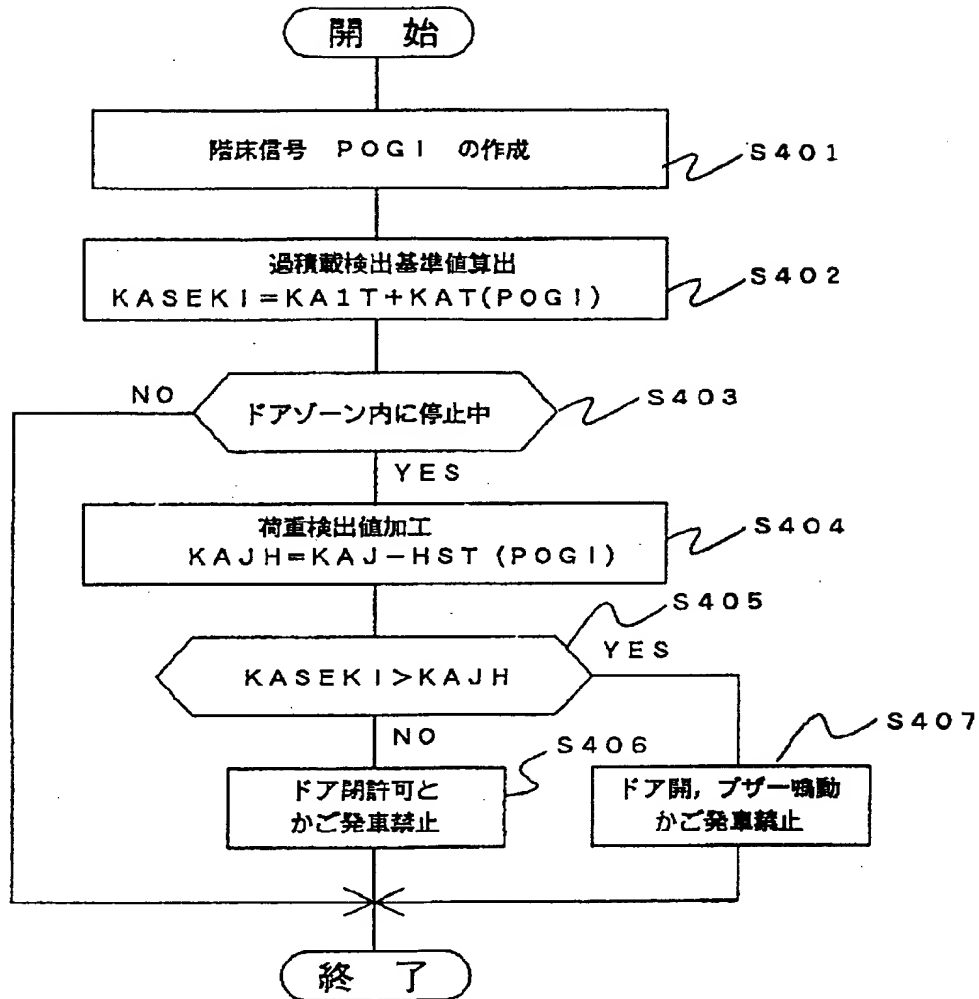 開 始
階床信号 POGI の作成
S401
過積載検出基準値算出
KASEKI=KA1T+KAT(POGI)
S402
NO
ドアゾーン内に停止中
S403
YES
荷重検出値加工
KAJH=KAJ-HST (POGI)
S404
S405
KASEKI>KAJH
YES
NO
S406
S407
ドア閉許可と
かご発車禁止
ドア開, ブザー鳴動
かご発車禁止
終 了